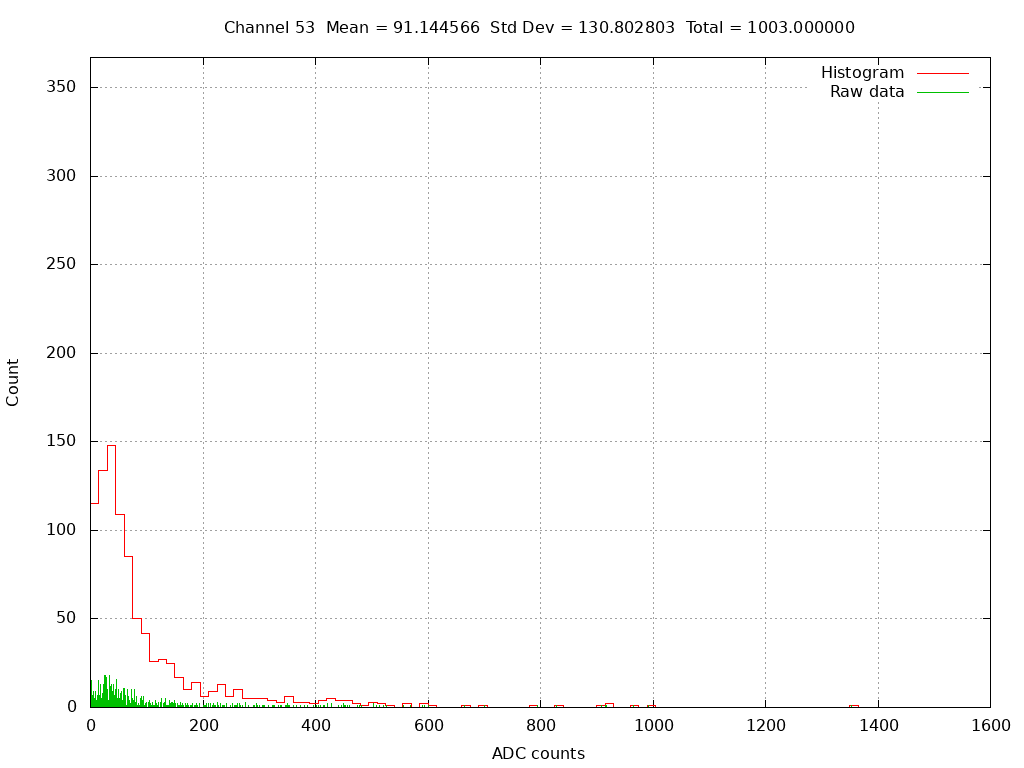 Channel 53  Mean = 91.144566  Std Dev = 130.802803  Total = 1003.000000
Histogram
Raw data
350
300
250
200
150
100
50
0
Count
0 200 400 600 800 1000 1200 1400 1600
ADC counts